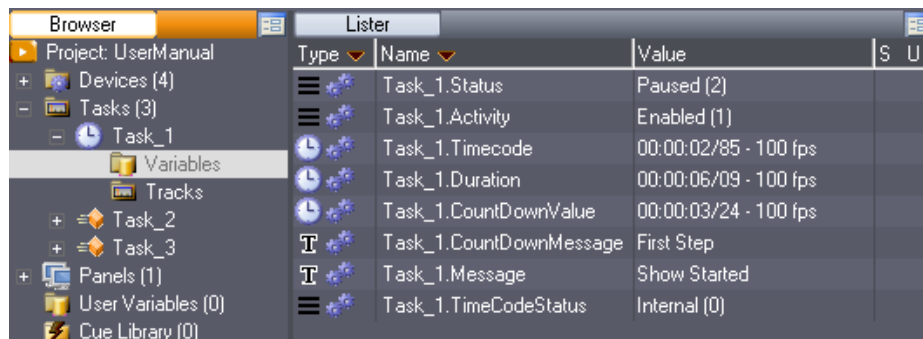 Browser
Project: UserManual
Devices (4)
Tasks (3)
Task_1
Variables
Tracks
Task_2
Task_3
Panels (1)
User Variables (0)
Cue Library (0)
Lister
Type Name Value S U
Task_1.Status Paused (2)
Task_1.Activity Enabled (1)
Task_1.Timecode 00:00:02/85 - 100 fps
Task_1.Duration 00:00:06/09 - 100 fps
Task_1.CountDownValue 00:00:03/24 - 100 fps
T Task_1.CountDownMessage First Step
T Task_1.Message Show Started
Task_1.TimeCodeStatus Internal (0)